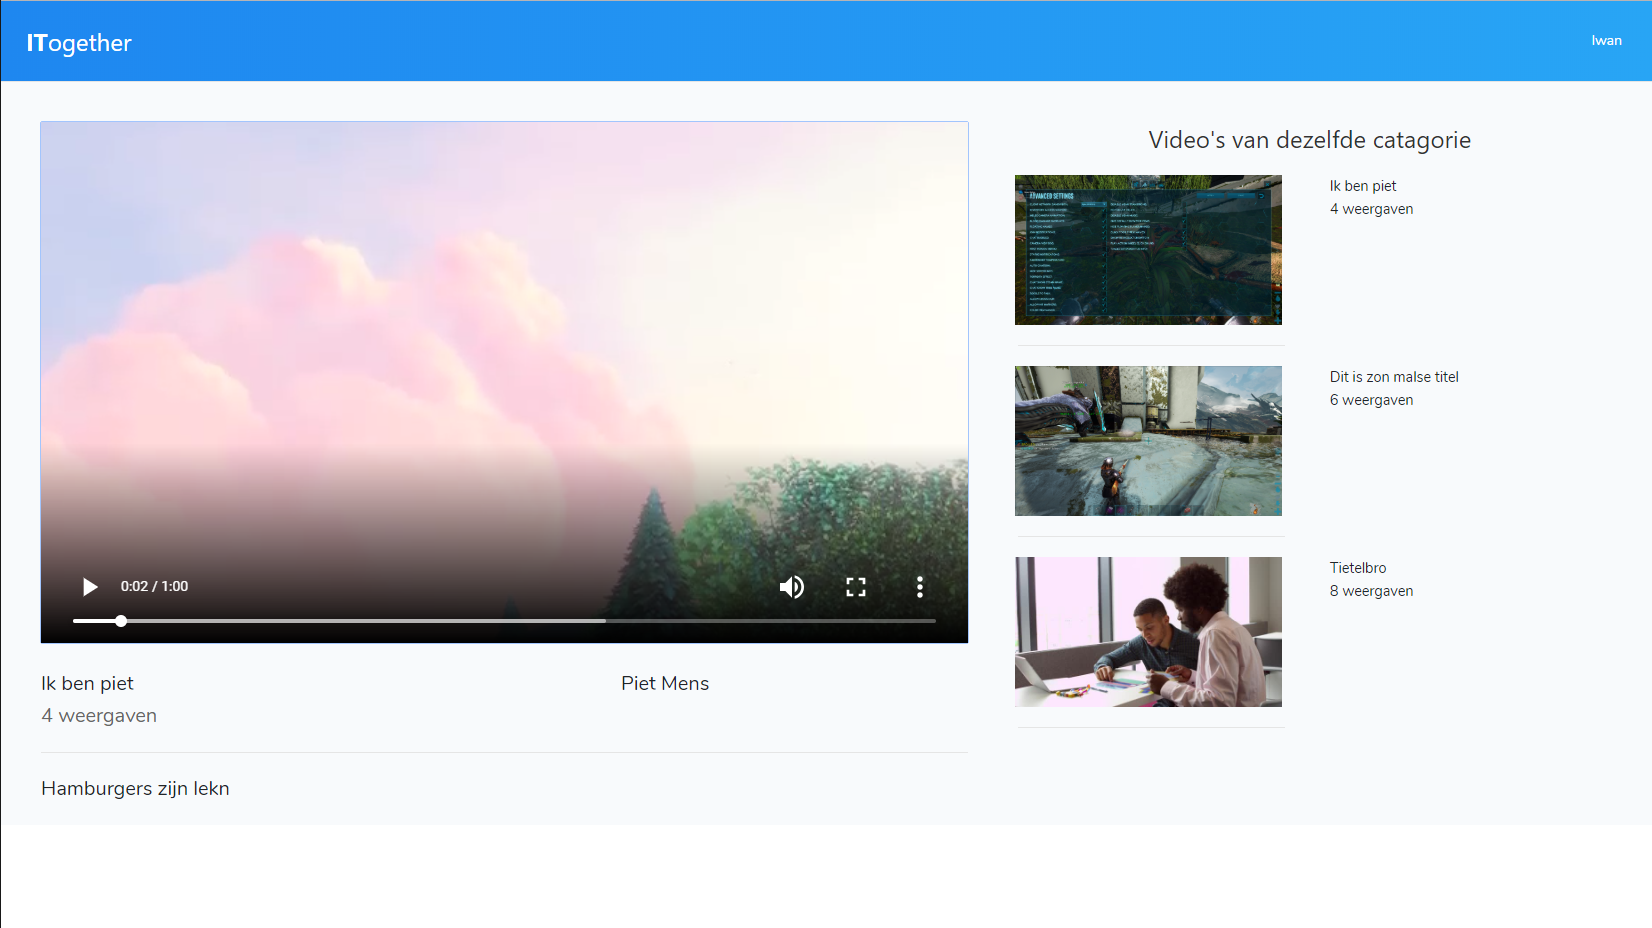 ITogether
Iwan
0:02 / 1:00
Ik ben piet
4 weergaven
Piet Mens
Hamburgers zijn lekn
Video's van dezelfde catagorie
ADVANCED SETTINGS
Ik ben piet
4 weergaven
Dit is zon malse titel
6 weergaven
Tietelbro
8 weergaven